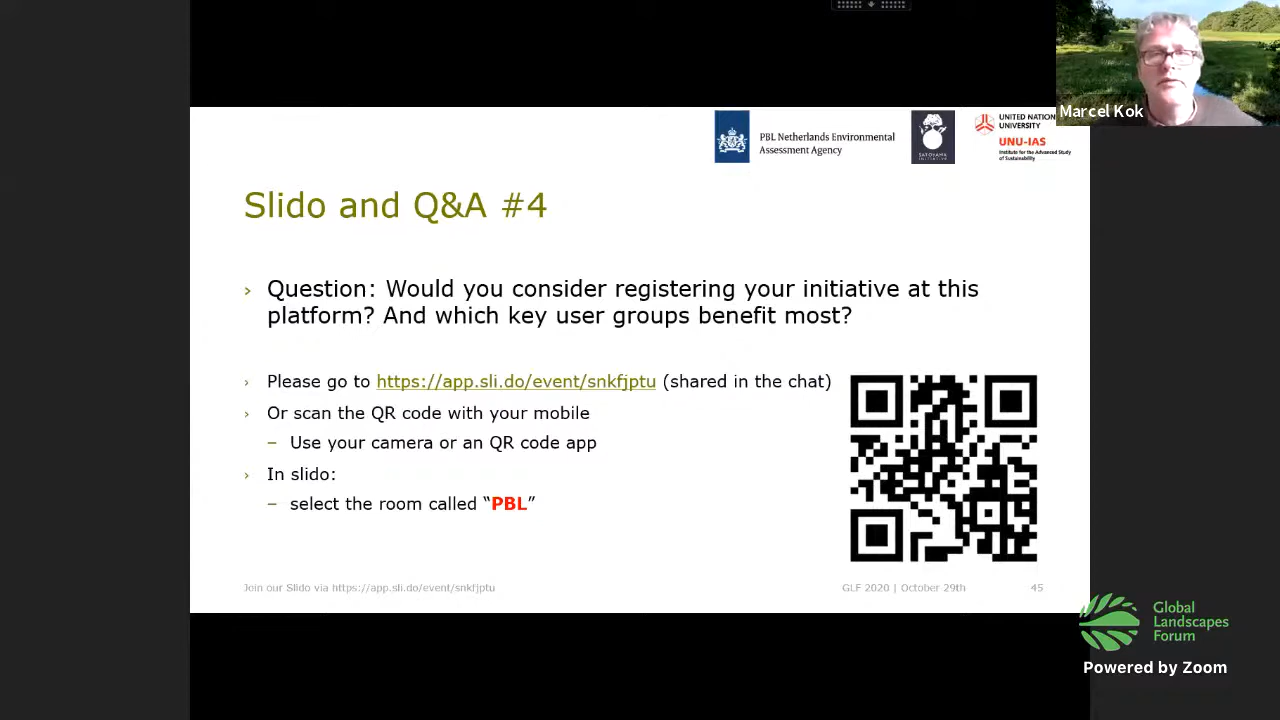 Marcel Kok
PBL Netherlands Environmental
Assessment Agency
SATOYAMA
INITIATIVE
UNITED NATION
UNIVERSITY
UNU-IAS
Institute for the Advanced Study
of Sustainability
Slido and Q&A #4
› Question: Would you consider registering your initiative at this
platform? And which key user groups benefit most?
› Please go to https://app.sli.do/event/snkfjptu (shared in the chat)
› Or scan the QR code with your mobile
– Use your camera or an QR code app
› In slido:
– select the room called “PBL”
Join our Slido via https://app.sli.do/event/snkfjptu
GLF 2020 | October 29th
45
Global
Landscapes
Forum
Powered by Zoom